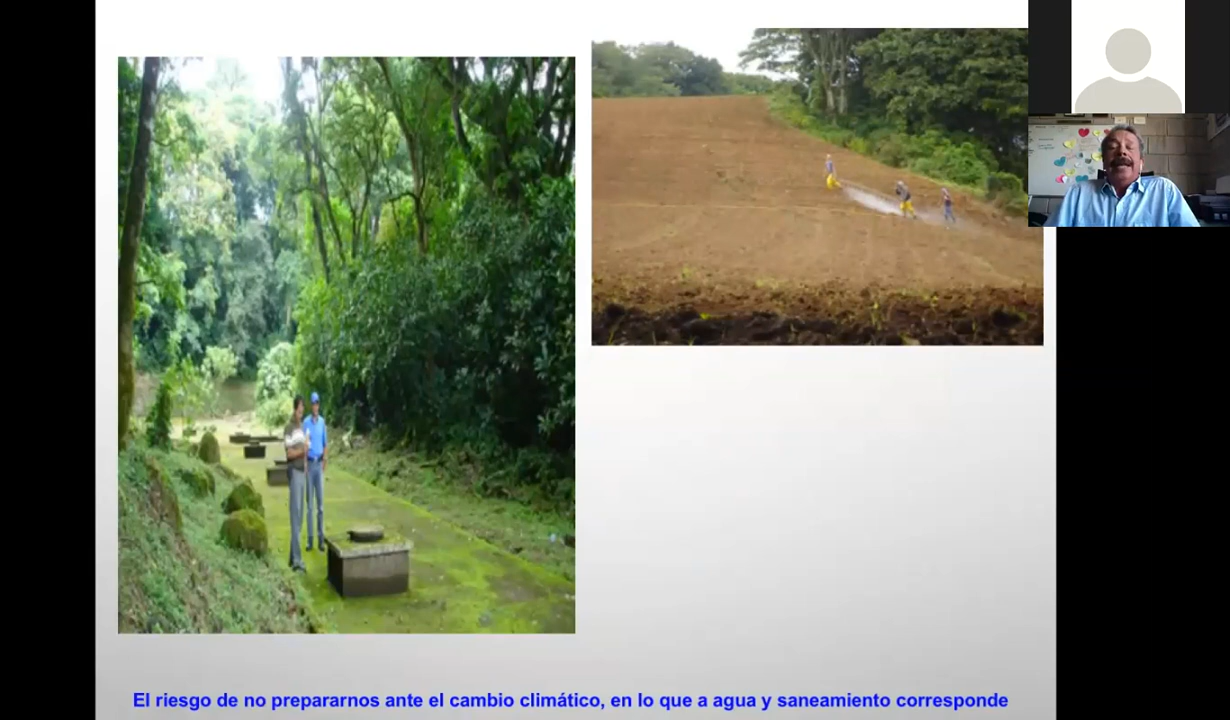 El riesgo de no prepararnos ante el cambio climático, en lo que a agua y saneamiento corresponde